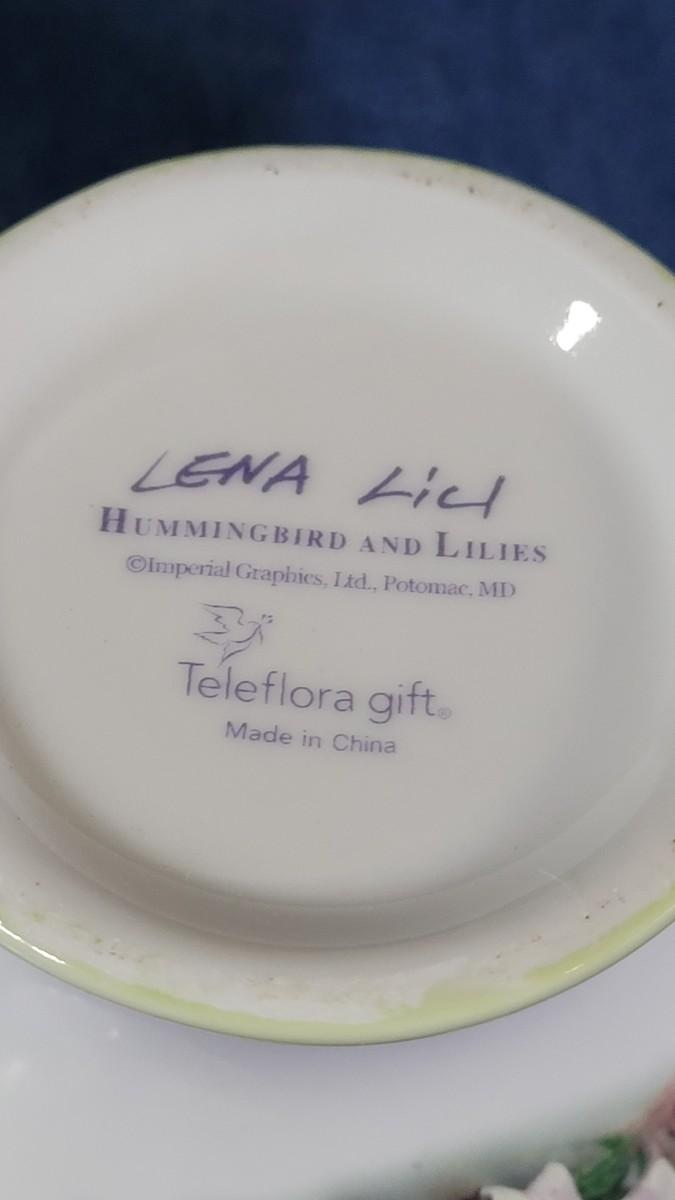 LENA LiU
HUMMINGBIRD AND LILIES
©Imperial Graphics, Ltd., Potomac, MD
Teleflora gift®
Made in China